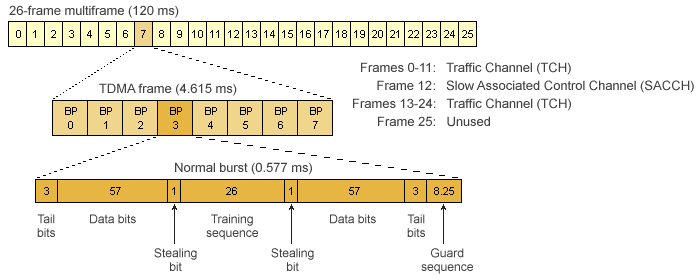 26-frame multiframe (120 ms)
0 1 2 3 4 5 6 7 8 9 10 11 12 13 14 15 16 17 18 19 20 21 22 23 24 25
Frames 0-11: Traffic Channel (TCH)
Frame 12: Slow Associated Control Channel (SACCH)
Frames 13-24: Traffic Channel (TCH)
Frame 25: Unused
TDMA frame (4.615 ms)
BP BP BP BP BP BP BP BP
0 1 2 3 4 5 6 7
Normal burst (0.577 ms)
3 57 1 26 1 57 3 8.25
Tail Data bits Training Data bits Tail
bits sequence bits
Stealing Stealing Guard
bit bit sequence